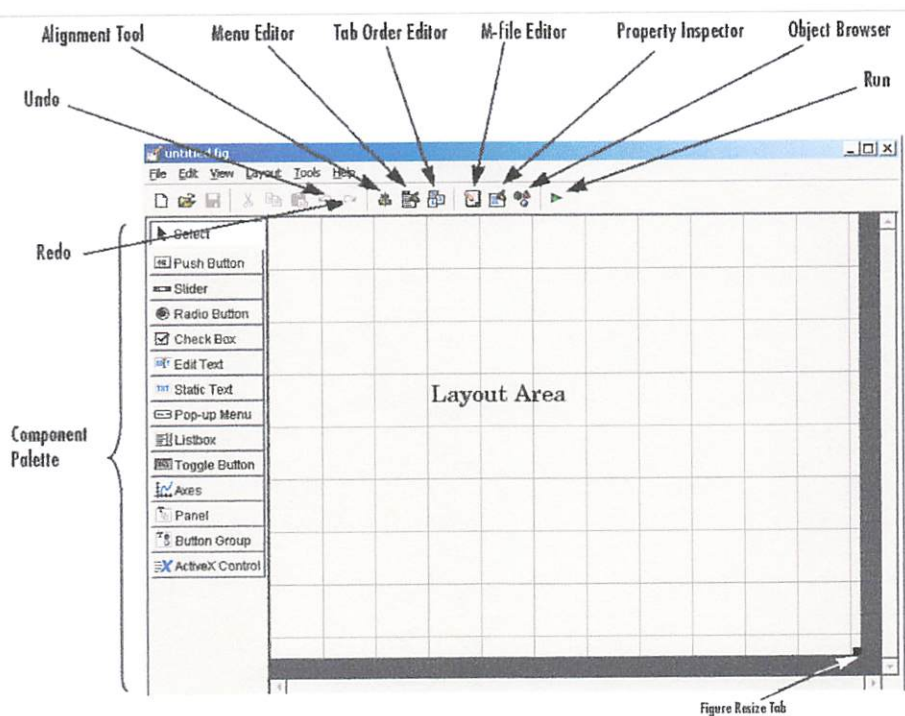 Alignment Tool Menu Editor Tab Order Editor M-file Editor Property Inspector Object Browser
Undo Run
untitled.fig
File Edit View Layout Tools Help
Redo
Select
Push Button
Slider
Radio Button
Check Box
Edit Text
TXT Static Text
Pop-up Menu
Listbox
Toggle Button
Axes
Panel
Button Group
ActiveX Control
Component
Palette
Layout Area
Figure Resize Tab